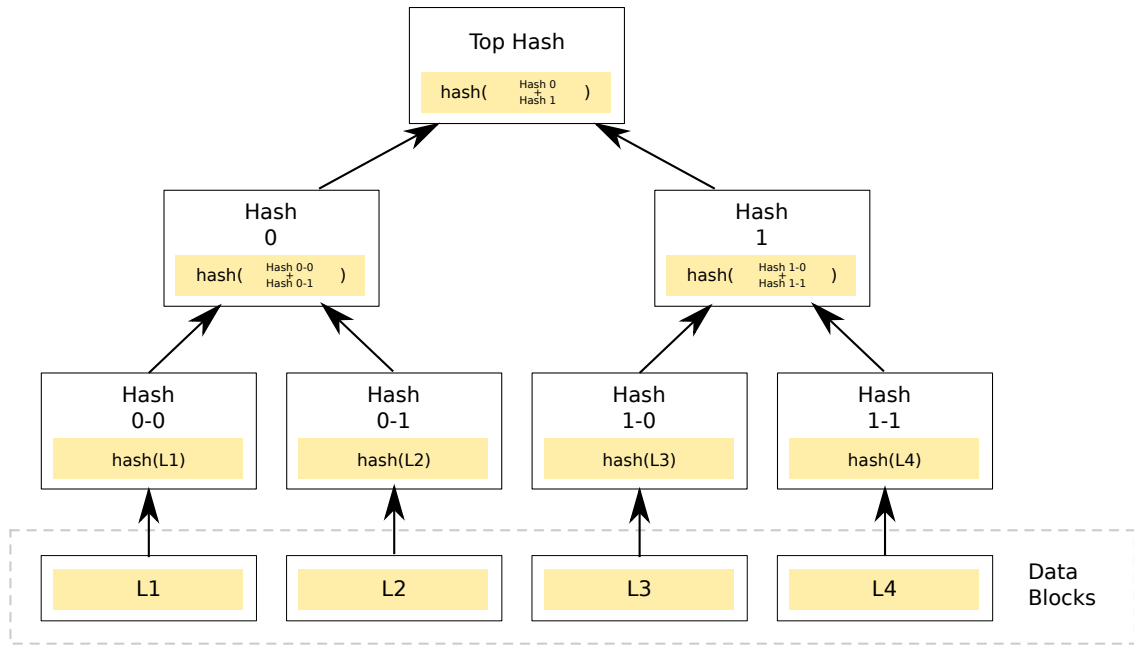 Top Hash
hash( Hash 0 + Hash 1 )
Hash
0
hash( Hash 0-0 + Hash 0-1 )
Hash
1
hash( Hash 1-0 + Hash 1-1 )
Hash
0-0
hash(L1)
Hash
0-1
hash(L2)
Hash
1-0
hash(L3)
Hash
1-1
hash(L4)
L1
L2
L3
L4
Data
Blocks